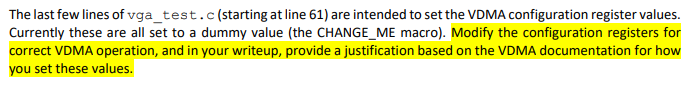 The last few lines of vga_test.c (starting at line 61) are intended to set the VDMA configuration register values.
Currently these are all set to a dummy value (the CHANGE_ME macro). Modify the configuration registers for
correct VDMA operation, and in your writeup, provide a justification based on the VDMA documentation for how
you set these values.